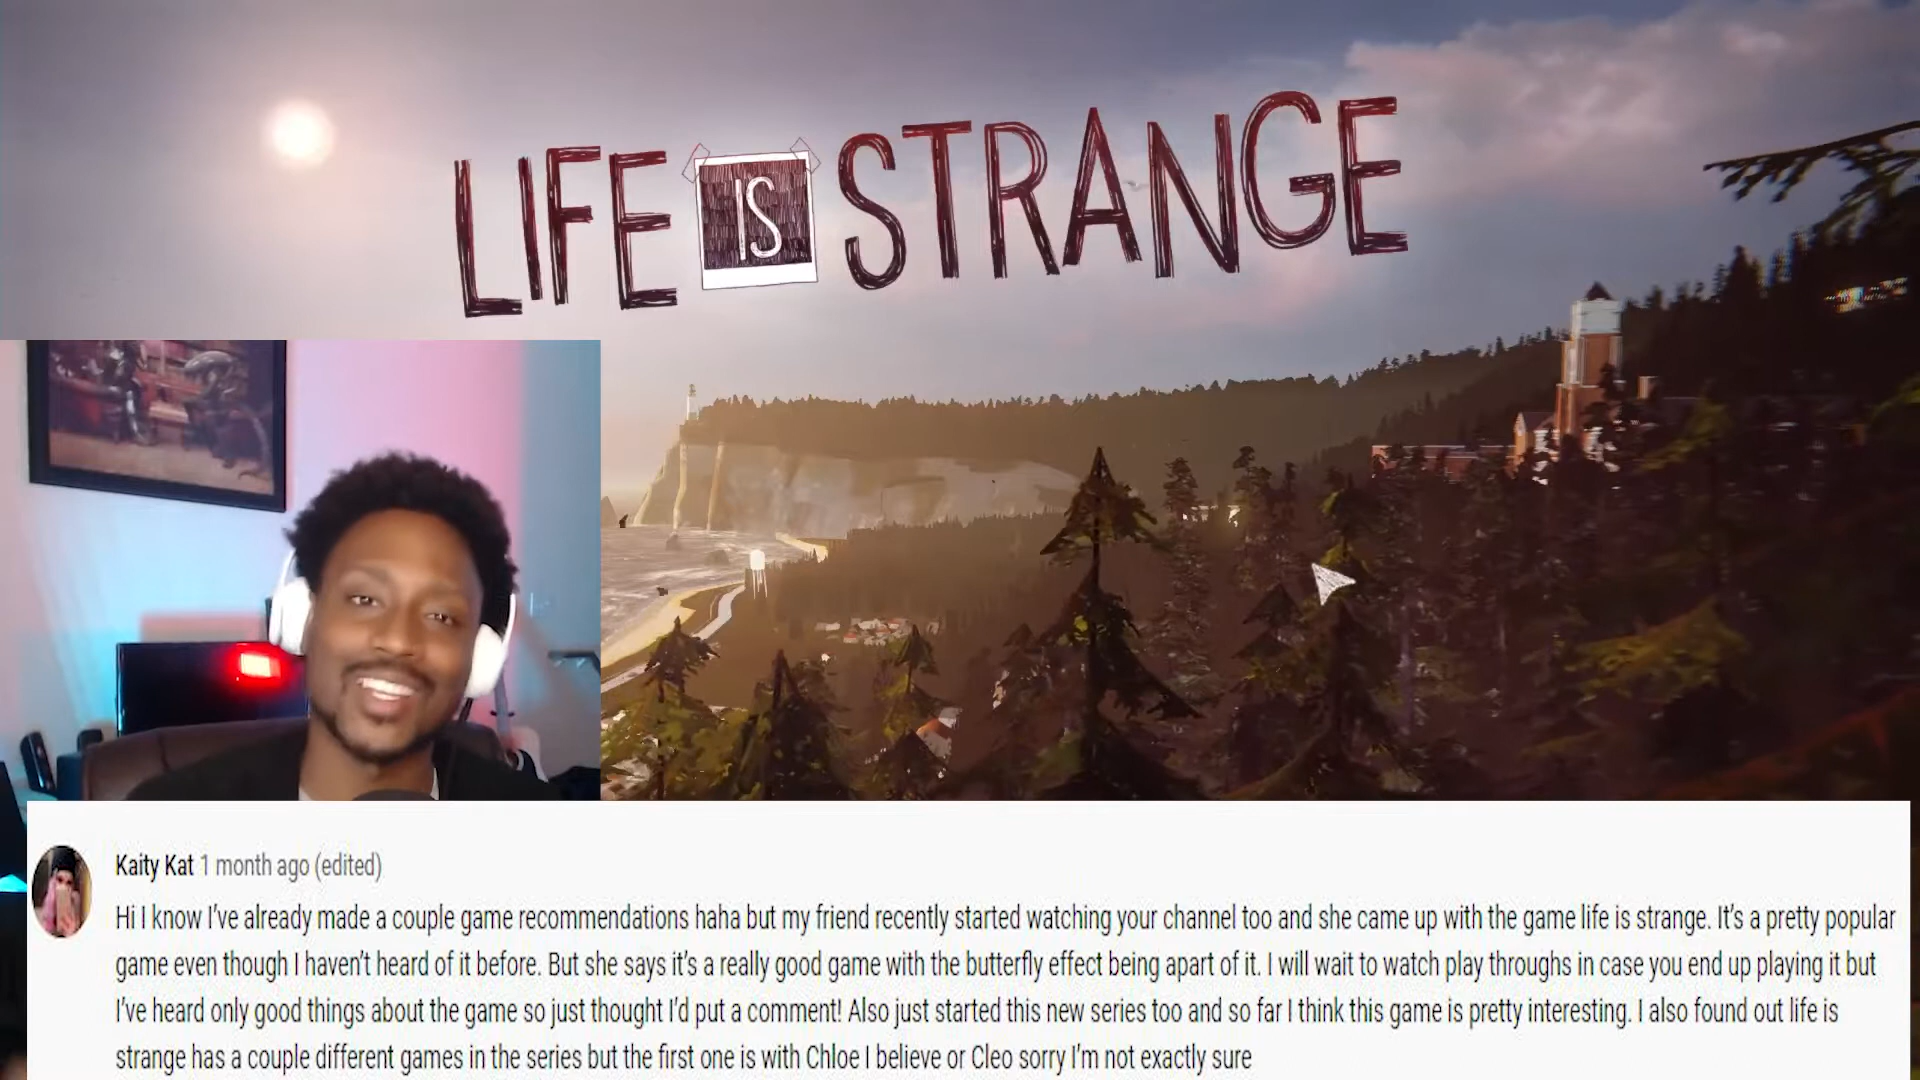 LIFE IS STRANGE
Kaity Kat 1 month ago (edited)
Hi I know I've already made a couple game recommendations haha but my friend recently started watching your channel too and she came up with the game life is strange. It's a pretty popular
game even though I haven't heard of it before. But she says it's a really good game with the butterfly effect being apart of it. I will wait to watch play throughs in case you end up playing it but
I've heard only good things about the game so just thought I'd put a comment! Also just started this new series too and so far I think this game is pretty interesting. I also found out life is
strange has a couple different games in the series but the first one is with Chloe I believe or Cleo sorry I'm not exactly sure